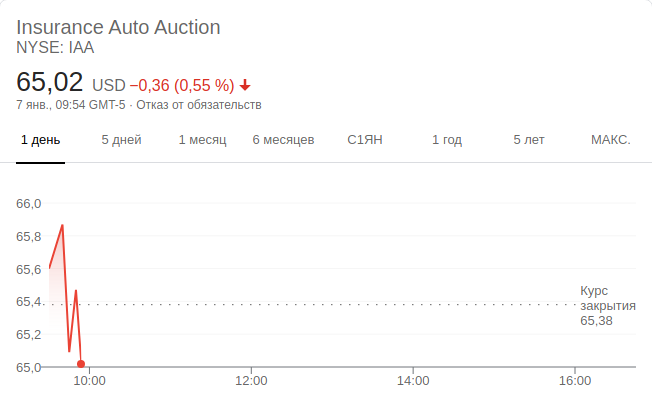 Insurance Auto Auction
NYSE: IAA
65,02 USD −0,36 (0,55 %)
7 янв., 09:54 GMT-5 · Отказ от обязательств
1 день 5 дней 1 месяц 6 месяцев С1ЯН 1 год 5 лет МАКС.
66,0
65,8
65,6
65,4
65,2
65,0
Курс
закрытия
65,38
10:00 12:00 14:00 16:00